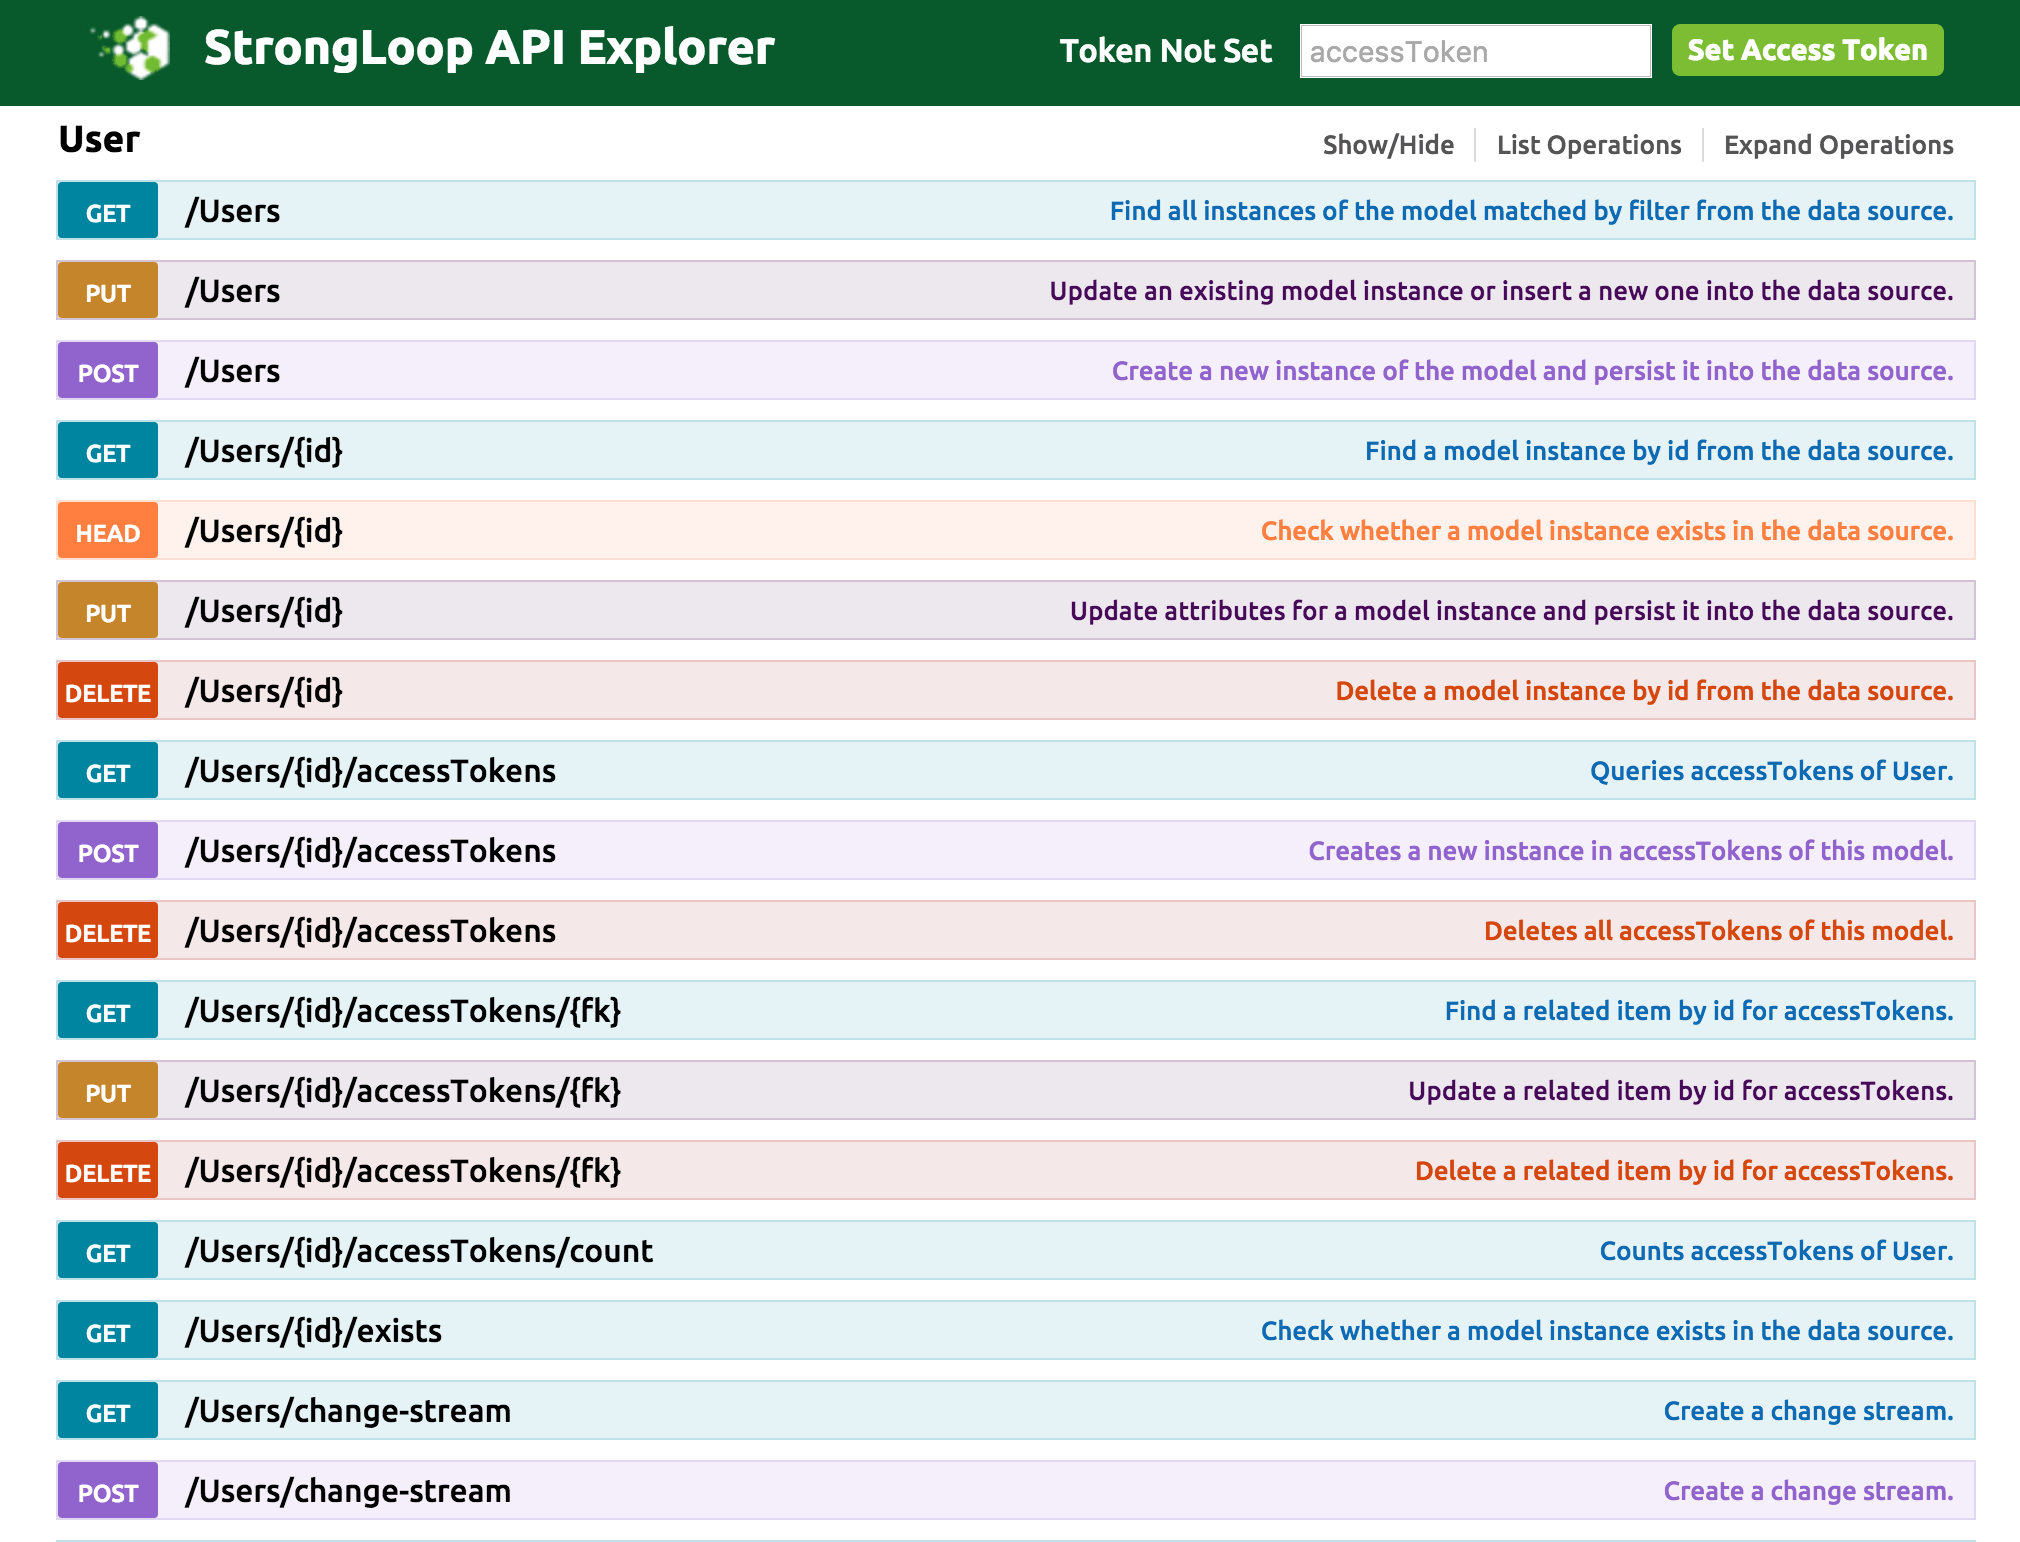 StrongLoop API Explorer Token Not Set accessToken Set Access Token
User Show/Hide List Operations Expand Operations
GET /Users Find all instances of the model matched by filter from the data source.
PUT /Users Update an existing model instance or insert a new one into the data source.
POST /Users Create a new instance of the model and persist it into the data source.
GET /Users/{id} Find a model instance by id from the data source.
HEAD /Users/{id} Check whether a model instance exists in the data source.
PUT /Users/{id} Update attributes for a model instance and persist it into the data source.
DELETE /Users/{id} Delete a model instance by id from the data source.
GET /Users/{id}/accessTokens Queries accessTokens of User.
POST /Users/{id}/accessTokens Creates a new instance in accessTokens of this model.
DELETE /Users/{id}/accessTokens Deletes all accessTokens of this model.
GET /Users/{id}/accessTokens/{fk} Find a related item by id for accessTokens.
PUT /Users/{id}/accessTokens/{fk} Update a related item by id for accessTokens.
DELETE /Users/{id}/accessTokens/{fk} Delete a related item by id for accessTokens.
GET /Users/{id}/accessTokens/count Counts accessTokens of User.
GET /Users/{id}/exists Check whether a model instance exists in the data source.
GET /Users/change-stream Create a change stream.
POST /Users/change-stream Create a change stream.